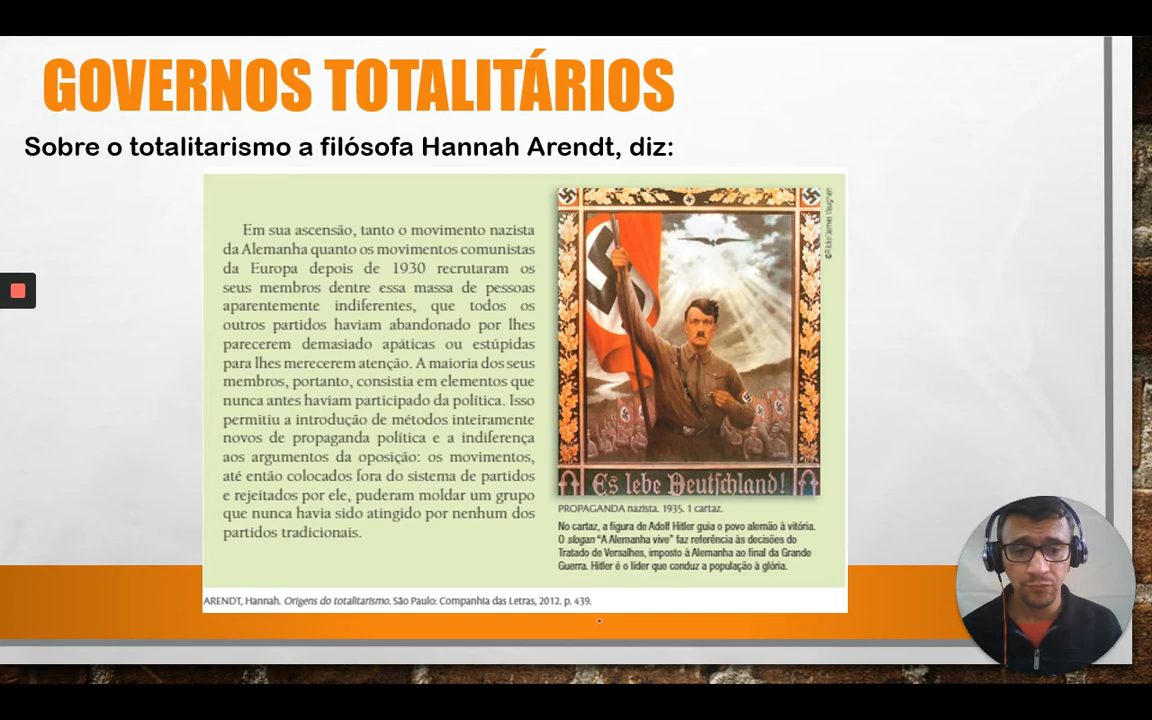 GOVERNOS TOTALITÁRIOS
Sobre o totalitarismo a filósofa Hannah Arendt, diz:
Em sua ascensão, tanto o movimento nazista
da Alemanha quanto os movimentos comunistas
da Europa depois de 1930 recrutaram os
seus membros dentre essa massa de pessoas
aparentemente indiferentes, que todos os
outros partidos haviam abandonado por lhes
parecerem demasiado apáticas ou estúpidas
para lhes merecerem atenção. A maioria dos seus
membros, portanto, consistia em elementos que
nunca antes haviam participado da política. Isso
permitiu a introdução de métodos inteiramente
novos de propaganda política e a indiferença
aos argumentos da oposição: os movimentos,
até então colocados fora do sistema de partidos
e rejeitados por ele, puderam moldar um grupo
que nunca havia sido atingido por nenhum dos
partidos tradicionais.
©Flickr/James Vaughan
Es lebe Deutschland!
PROPAGANDA nazista. 1935. 1 cartaz.
No cartaz, a figura de Adolf Hitler guia o povo alemão à vitória.
O slogan “A Alemanha vive” faz referência às decisões do
Tratado de Versalhes, imposto à Alemanha ao final da Grande
Guerra. Hitler é o líder que conduz a população à glória.
ARENDT, Hannah. Origens do totalitarismo. São Paulo: Companhia das Letras, 2012. p. 439.